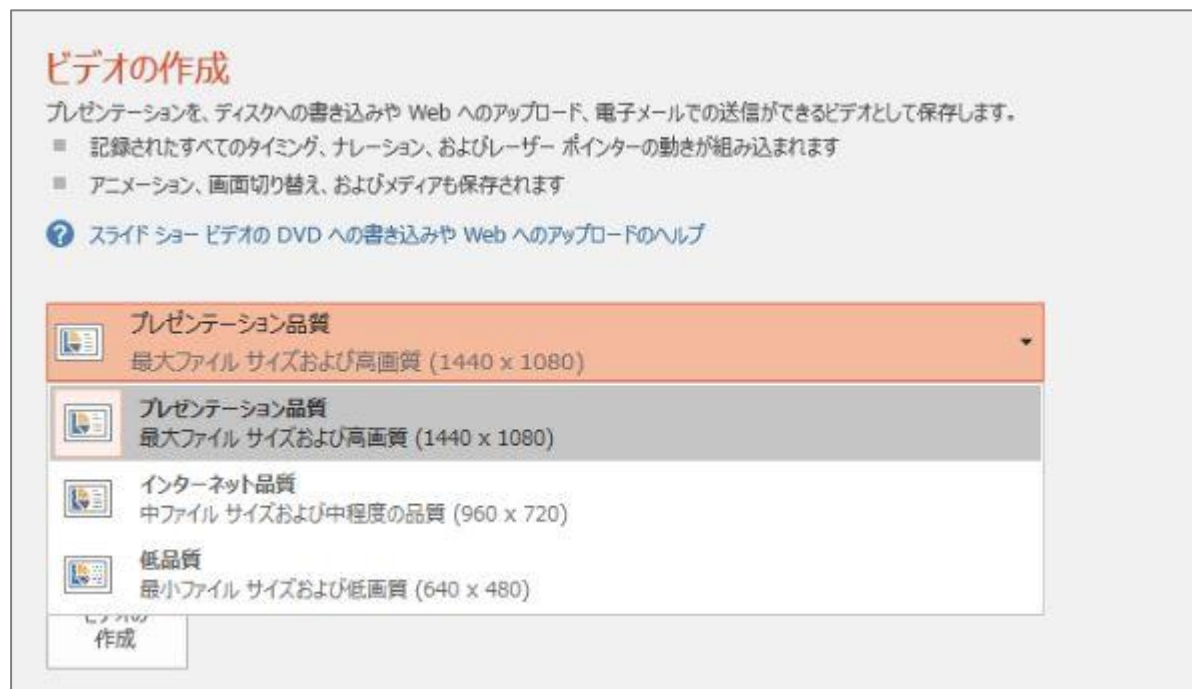 ビデオの作成
プレゼンテーションを、ディスクへの書き込みや Web へのアップロード、電子メールでの送信ができるビデオとして保存します。
記録されたすべてのタイミング、ナレーション、およびレーザー ポインターの動きが組み込まれます
アニメーション、画面切り替え、およびメディアも保存されます
スライド ショー ビデオの DVD への書き込みや Web へのアップロードのヘルプ
プレゼンテーション品質
最大ファイル サイズおよび高画質 (1440 x 1080)
プレゼンテーション品質
最大ファイル サイズおよび高画質 (1440 x 1080)
インターネット品質
中ファイル サイズおよび中程度の品質 (960 x 720)
低品質
最小ファイル サイズおよび低画質 (640 x 480)
ビデオの
作成